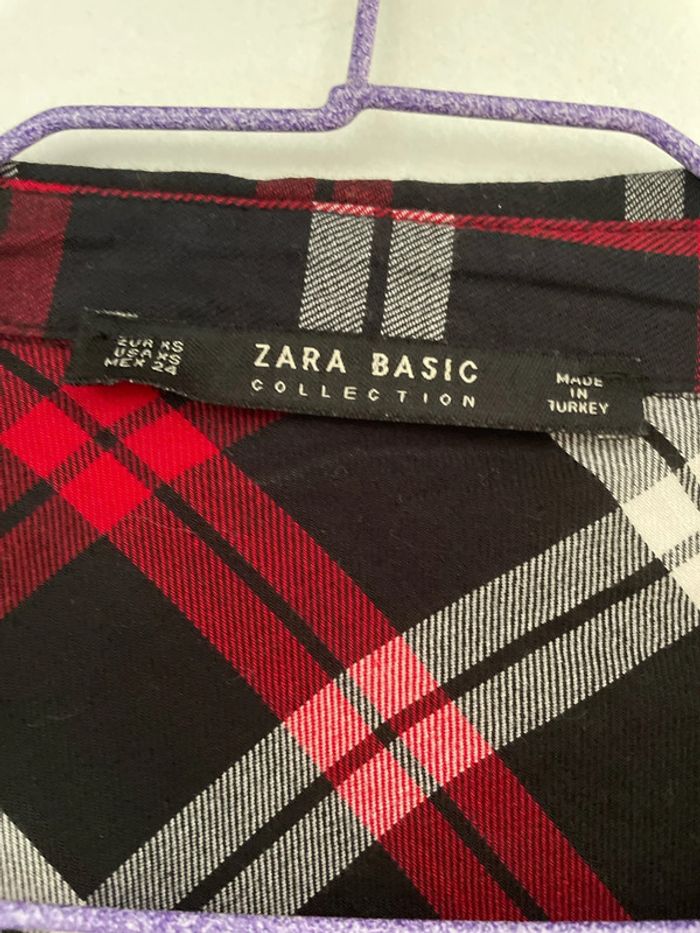 EUR XS
USA XS
MEX 24
ZARA BASIC
COLLECTION
MADE
IN
TURKEY